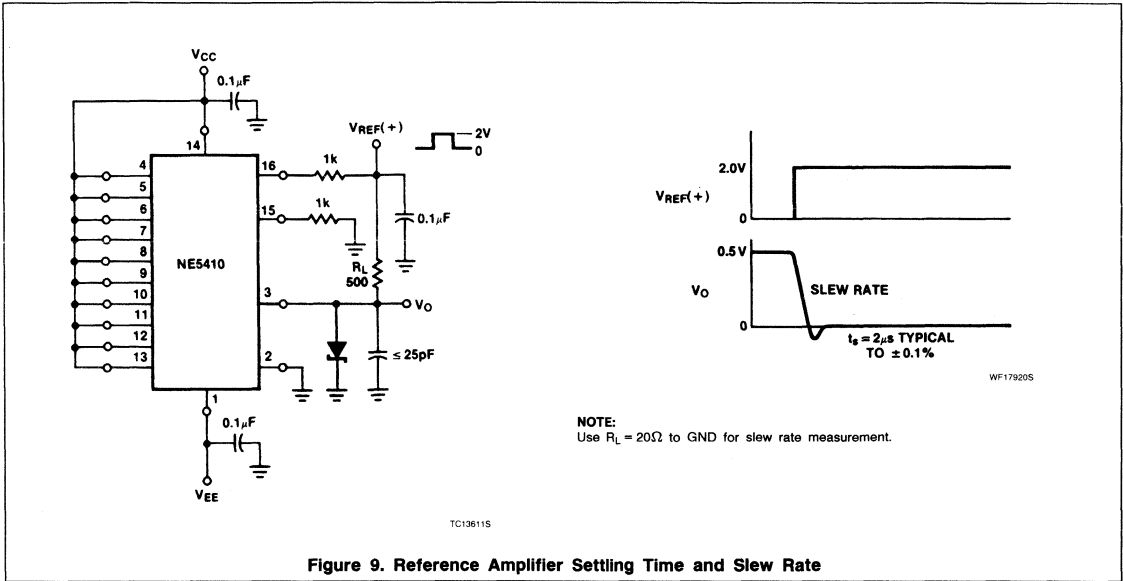 VCC
0.1μF
14
4
5
6
7
8
9
10
11
12
13
NE5410
16
15
3
2
1
1k
1k
VREF(+)
2V
0
0.1μF
RL
500
VO
≤ 25pF
0.1μF
VEE
TC13611S
2.0V
VREF(+)
0
0.5V
VO
SLEW RATE
0
ts = 2μs TYPICAL
TO ±0.1%
WF17920S
NOTE:
Use RL = 20Ω to GND for slew rate measurement.
Figure 9. Reference Amplifier Settling Time and Slew Rate